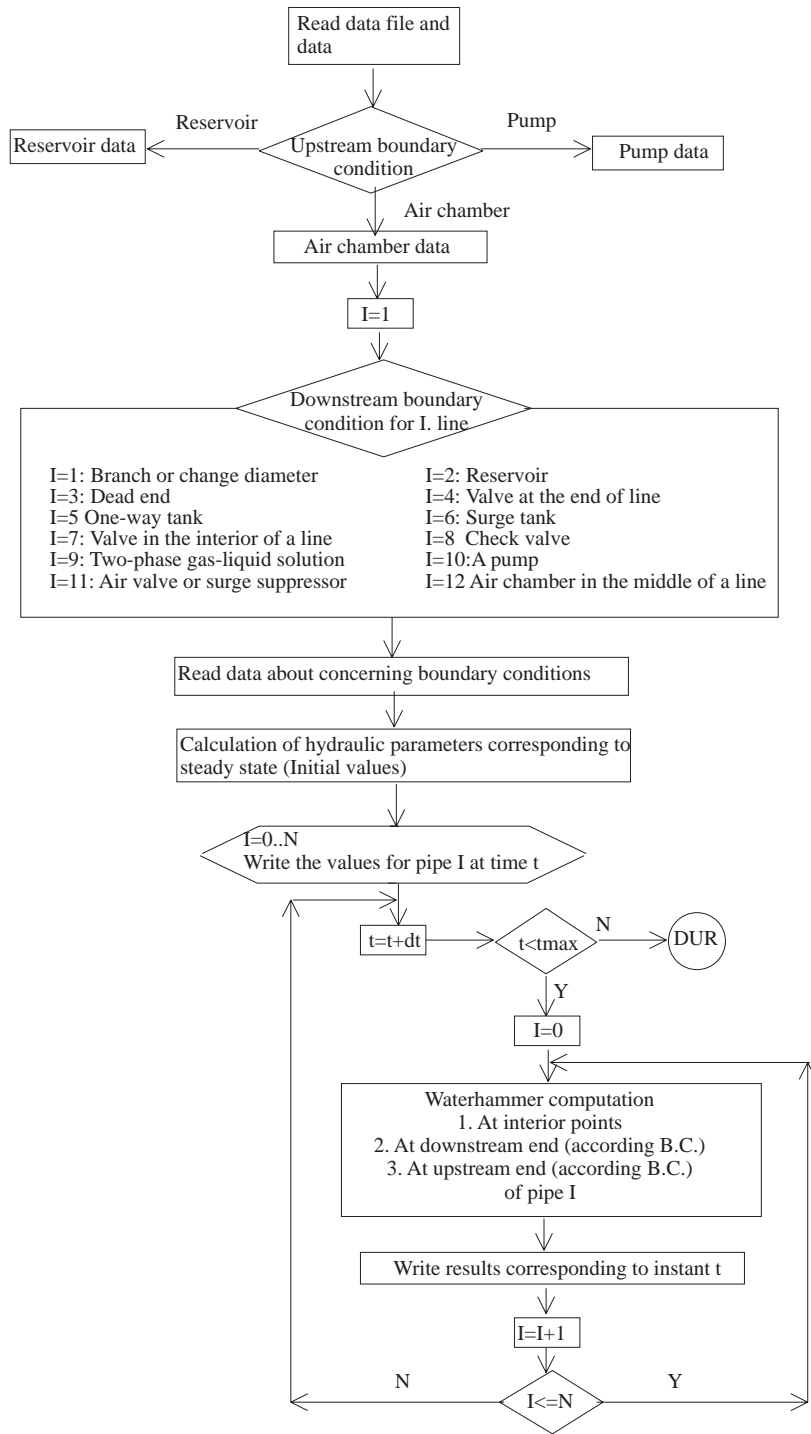 Read data file and
data
Reservoir
Pump
Reservoir data
Upstream boundary
condition
Pump data
Air chamber
Air chamber data
I=1
Downstream boundary
condition for I. line
I=1: Branch or change diameter
I=2: Reservoir
I=3: Dead end
I=4: Valve at the end of line
I=5 One-way tank
I=6: Surge tank
I=7: Valve in the interior of a line
I=8 Check valve
I=9: Two-phase gas-liquid solution
I=10:A pump
I=11: Air valve or surge suppressor
I=12 Air chamber in the middle of a line
Read data about concerning boundary conditions
Calculation of hydraulic parameters corresponding to
steady state (Initial values)
I=0..N
Write the values for pipe I at time t
t=t+dt
t<tmax
N
DUR
Y
I=0
Waterhammer computation
1. At interior points
2. At downstream end (according B.C.)
3. At upstream end (according B.C.)
of pipe I
Write results corresponding to instant t
I=I+1
N
I<=N
Y